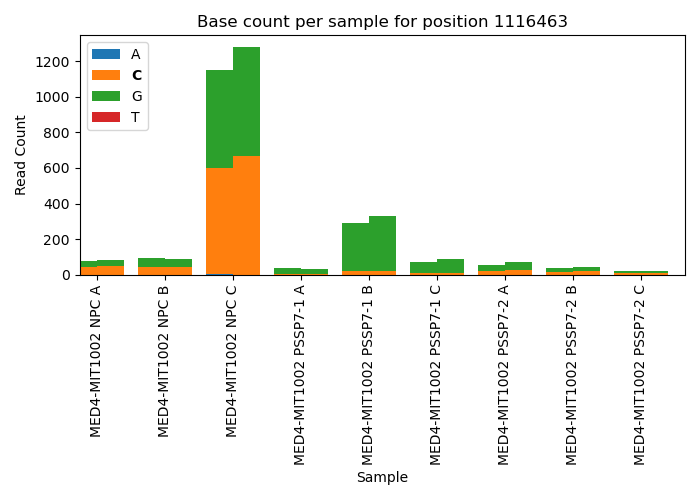 Base count per sample for position 1116463
A
C
G
T
Read Count
1200
1000
800
600
400
200
0
MED4-MIT1002 NPC A
MED4-MIT1002 NPC B
MED4-MIT1002 NPC C
MED4-MIT1002 PSSP7-1 A
MED4-MIT1002 PSSP7-1 B
MED4-MIT1002 PSSP7-1 C
MED4-MIT1002 PSSP7-2 A
MED4-MIT1002 PSSP7-2 B
MED4-MIT1002 PSSP7-2 C
Sample